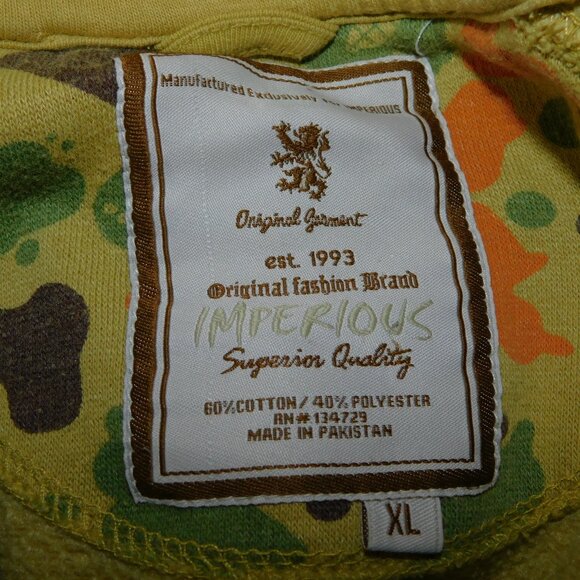 Manufactured Exclusively for IMPERIOUS
Original Garment
est. 1993
Original fashion Brand
IMPERIOUS
Superior Quality
60%COTTON/40%POLYESTER
RN#134729
MADE IN PAKISTAN
XL